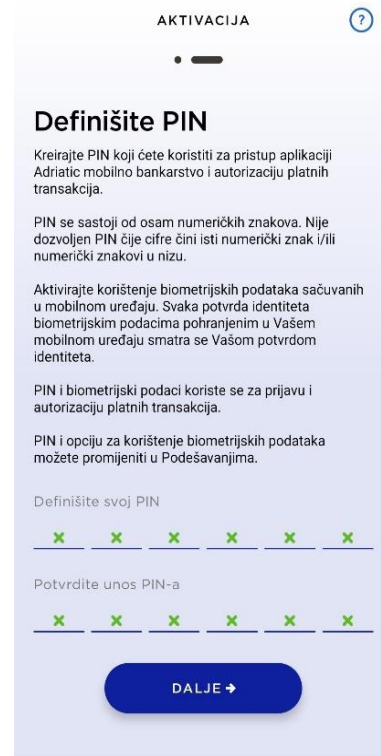 AKTIVACIJA
?
Definišite PIN
Kreirajte PIN koji ćete koristiti za pristup aplikaciji
Adriatic mobilno bankarstvo i autorizaciju platnih
transakcija.
PIN se sastoji od osam numeričkih znakova. Nije
dozvoljen PIN čije cifre čini isti numerički znak i/ili
numerički znakovi u nizu.
Aktivirajte korištenje biometrijskih podataka sačuvanih
u mobilnom uređaju. Svaka potvrda identiteta
biometrijskim podacima pohranjenim u Vašem
mobilnom uređaju smatra se Vašom potvrdom
identiteta.
PIN i biometrijski podaci koriste se za prijavu i
autorizaciju platnih transakcija.
PIN i opciju za korištenje biometrijskih podataka
možete promijeniti u Podešavanjima.
Definišite svoj PIN
Potvrdite unos PIN-a
DALJE →